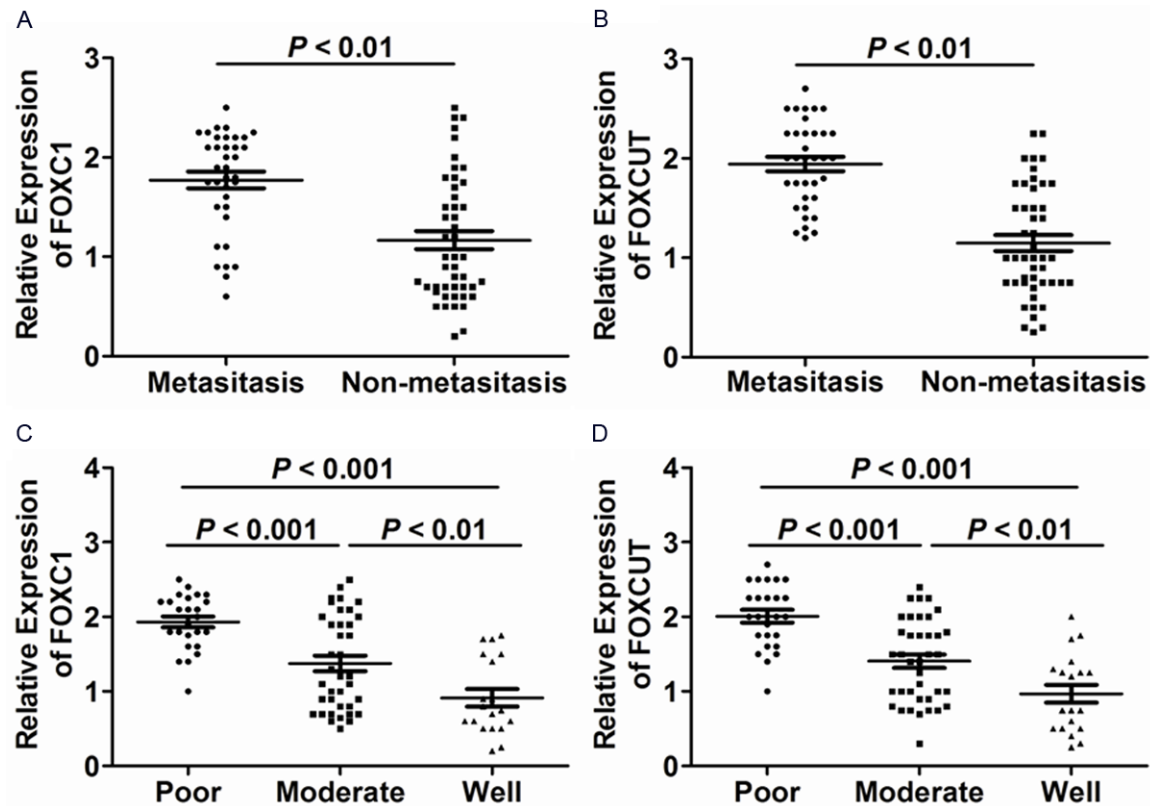 A
P < 0.01
Relative Expression
of FOXC1
3
2
1
0
Metasitasis Non-metasitasis
B
P < 0.01
Relative Expression
of FOXCUT
3
2
1
0
Metasitasis Non-metasitasis
C
P < 0.001
P < 0.001 P < 0.01
Relative Expression
of FOXC1
4
3
2
1
0
Poor Moderate Well
D
P < 0.001
P < 0.001 P < 0.01
Relative Expression
of FOXCUT
4
3
2
1
0
Poor Moderate Well